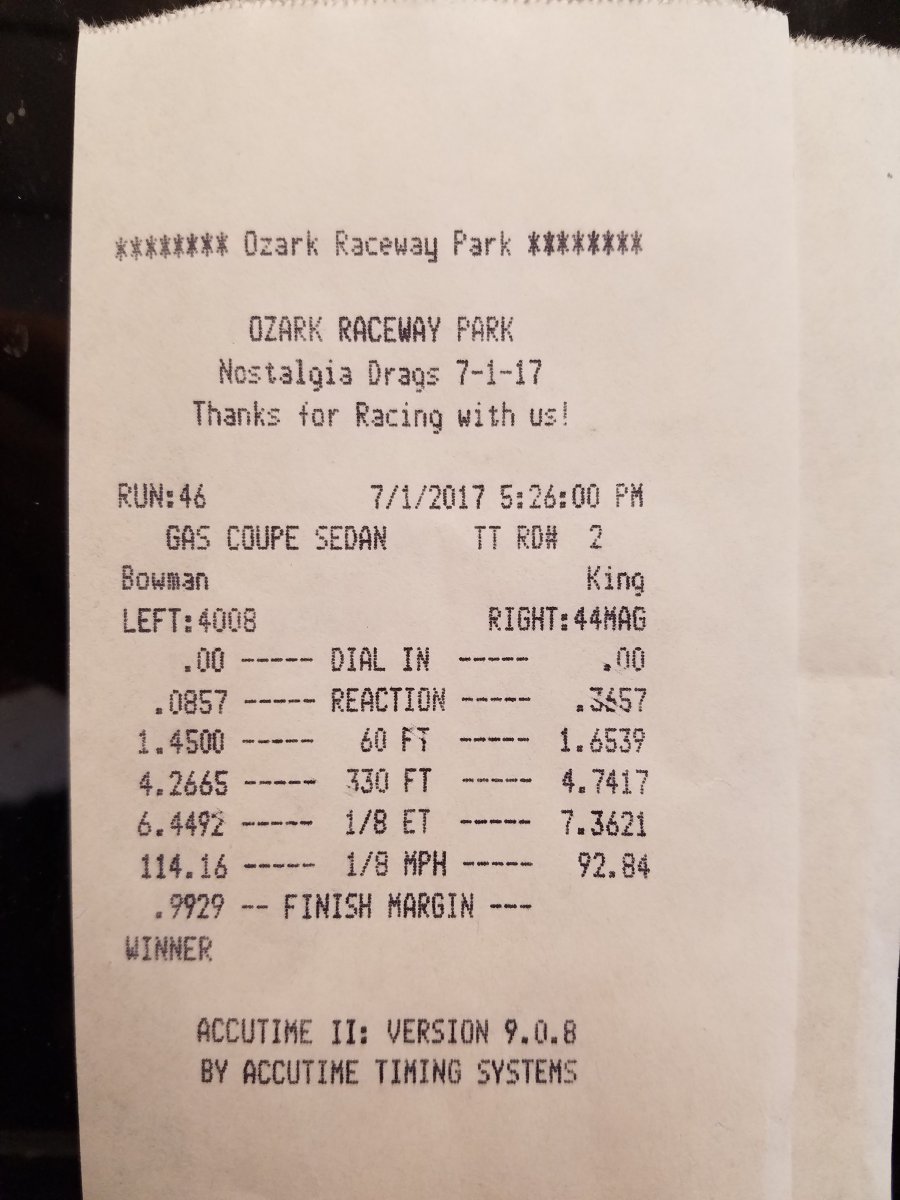 ******** Ozark Raceway Park ********
OZARK RACEWAY PARK
Nostalgia Drags 7-1-17
Thanks for Racing with us!
RUN:46 7/1/2017 5:26:00 PM
GAS COUPE SEDAN TT RD# 2
Bowman King
LEFT:4008 RIGHT:44MAG
.00 ----- DIAL IN ----- .00
.0857 ----- REACTION ----- .3657
1.4500 ----- 60 FT ----- 1.6539
4.2665 ----- 330 FT ----- 4.7417
6.4492 ----- 1/8 ET ----- 7.3621
114.16 ----- 1/8 MPH ----- 92.84
.9929 -- FINISH MARGIN ---
WINNER
ACCUTIME II: VERSION 9.0.8
BY ACCUTIME TIMING SYSTEMS